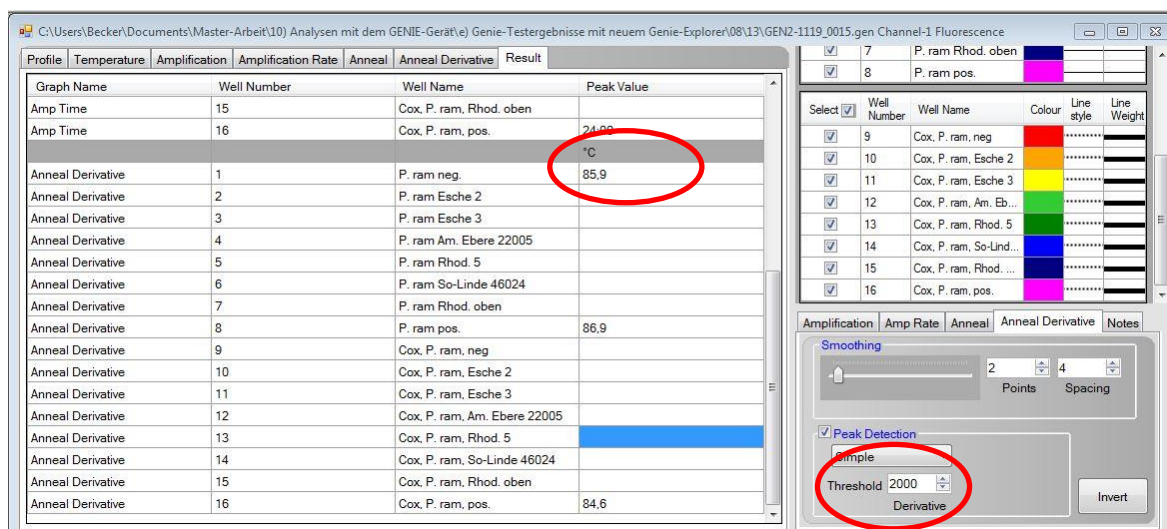 C:\Users\Becker\Documents\Master-Arbeit\10) Analysen mit dem GENIE-Gerät\e) Genie-Testergebnisse mit neuem Genie-Explorer\08\13\GEN2-1119_0015.gen Channel-1 Fluorescence
Profile Temperature Amplification Amplification Rate Anneal Anneal Derivative Result
Graph Name Well Number Well Name Peak Value
Amp Time 15 Cox, P. ram, Rhod. oben
Amp Time 16 Cox, P. ram, pos.
°C
Anneal Derivative 1 P. ram neg. 85,9
Anneal Derivative 2 P. ram Esche 2
Anneal Derivative 3 P. ram Esche 3
Anneal Derivative 4 P. ram Am. Ebere 22005
Anneal Derivative 5 P. ram Rhod. 5
Anneal Derivative 6 P. ram So-Linde 46024
Anneal Derivative 7 P. ram Rhod. oben
Anneal Derivative 8 P. ram pos. 86,9
Anneal Derivative 9 Cox, P. ram, neg
Anneal Derivative 10 Cox, P. ram, Esche 2
Anneal Derivative 11 Cox, P. ram, Esche 3
Anneal Derivative 12 Cox, P. ram, Am. Ebere 22005
Anneal Derivative 13 Cox, P. ram, Rhod. 5
Anneal Derivative 14 Cox, P. ram, So-Linde 46024
Anneal Derivative 15 Cox, P. ram, Rhod. oben
Anneal Derivative 16 Cox, P. ram, pos. 84,6
7 P. ram Rhod. oben
8 P. ram pos.
Select Well Number Well Name Colour Line style Line Weight
9 Cox, P. ram, neg
10 Cox, P. ram, Esche 2
11 Cox, P. ram, Esche 3
12 Cox, P. ram, Am. Eb...
13 Cox, P. ram, Rhod. 5
14 Cox, P. ram, So-Lind...
15 Cox, P. ram, Rhod. ...
16 Cox, P. ram, pos.
Amplification Amp Rate Anneal Anneal Derivative Notes
Smoothing
2 4
Points Spacing
Peak Detection
Simple
Threshold 2000
Derivative
Invert